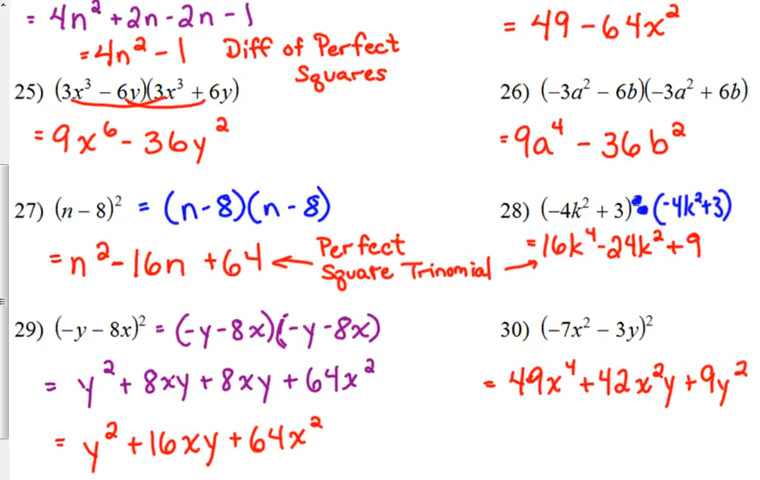 = 4n² + 2n - 2n - 1
= 4n² - 1 Diff of Perfect Squares
= 49 - 64x²
25) (3x³ − 6y)(3x³ + 6y)
= 9x⁶ - 36y²
26) (−3a² − 6b)(−3a² + 6b)
= 9a⁴ - 36b²
27) (n − 8)² = (n - 8)(n - 8)
= n² - 16n + 64 ← Perfect Square Trinomial →
28) (−4k² + 3)² • (-4k²+3)
= 16k⁴ - 24k² + 9
29) (−y − 8x)² = (-y - 8x)(-y - 8x)
= y² + 8xy + 8xy + 64x²
= y² + 16xy + 64x²
30) (−7x² − 3y)²
= 49x⁴ + 42x²y + 9y²